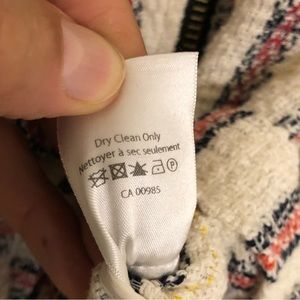 Dry Clean Only
Nettoyer à sec seulement
P
CA 00985